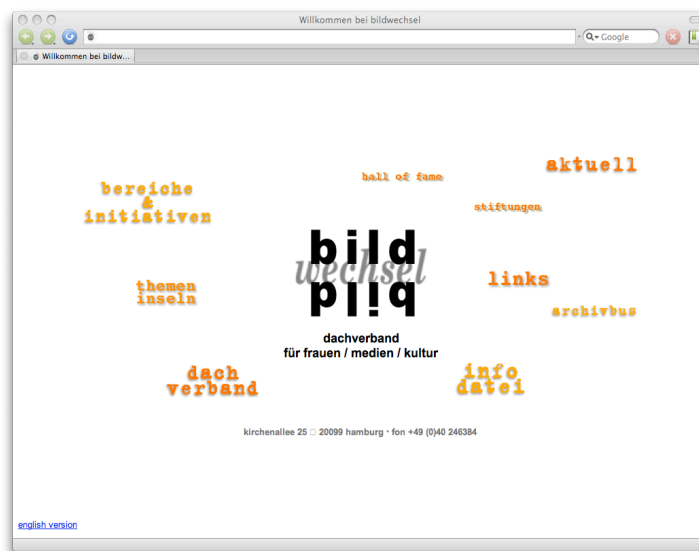 Willkommen bei bildwechsel
Google
Willkommen bei bildw...
aktuell
hall of fame
bereiche
&
initiativen
stiftungen
bild
wechsel
bild
links
themen
inseln
archivbus
dachverband
für frauen / medien / kultur
dach
verband
info
datei
kirchenallee 25 □ 20099 hamburg · fon +49 (0)40 246384
english version